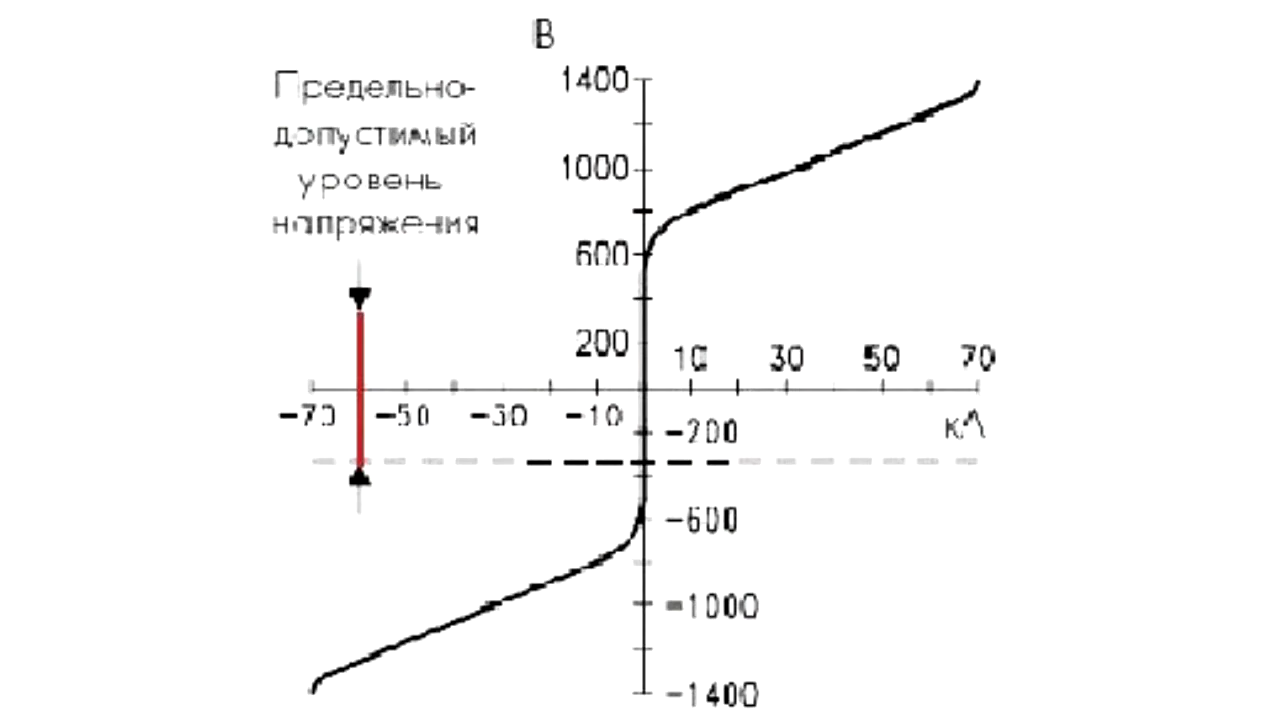 В
Предельно-
допустимый
уровень
напряжения
1400
1000
600
200
10 30 50 70
-70 -50 -30 -10
кА
-200
-600
-1000
-1400